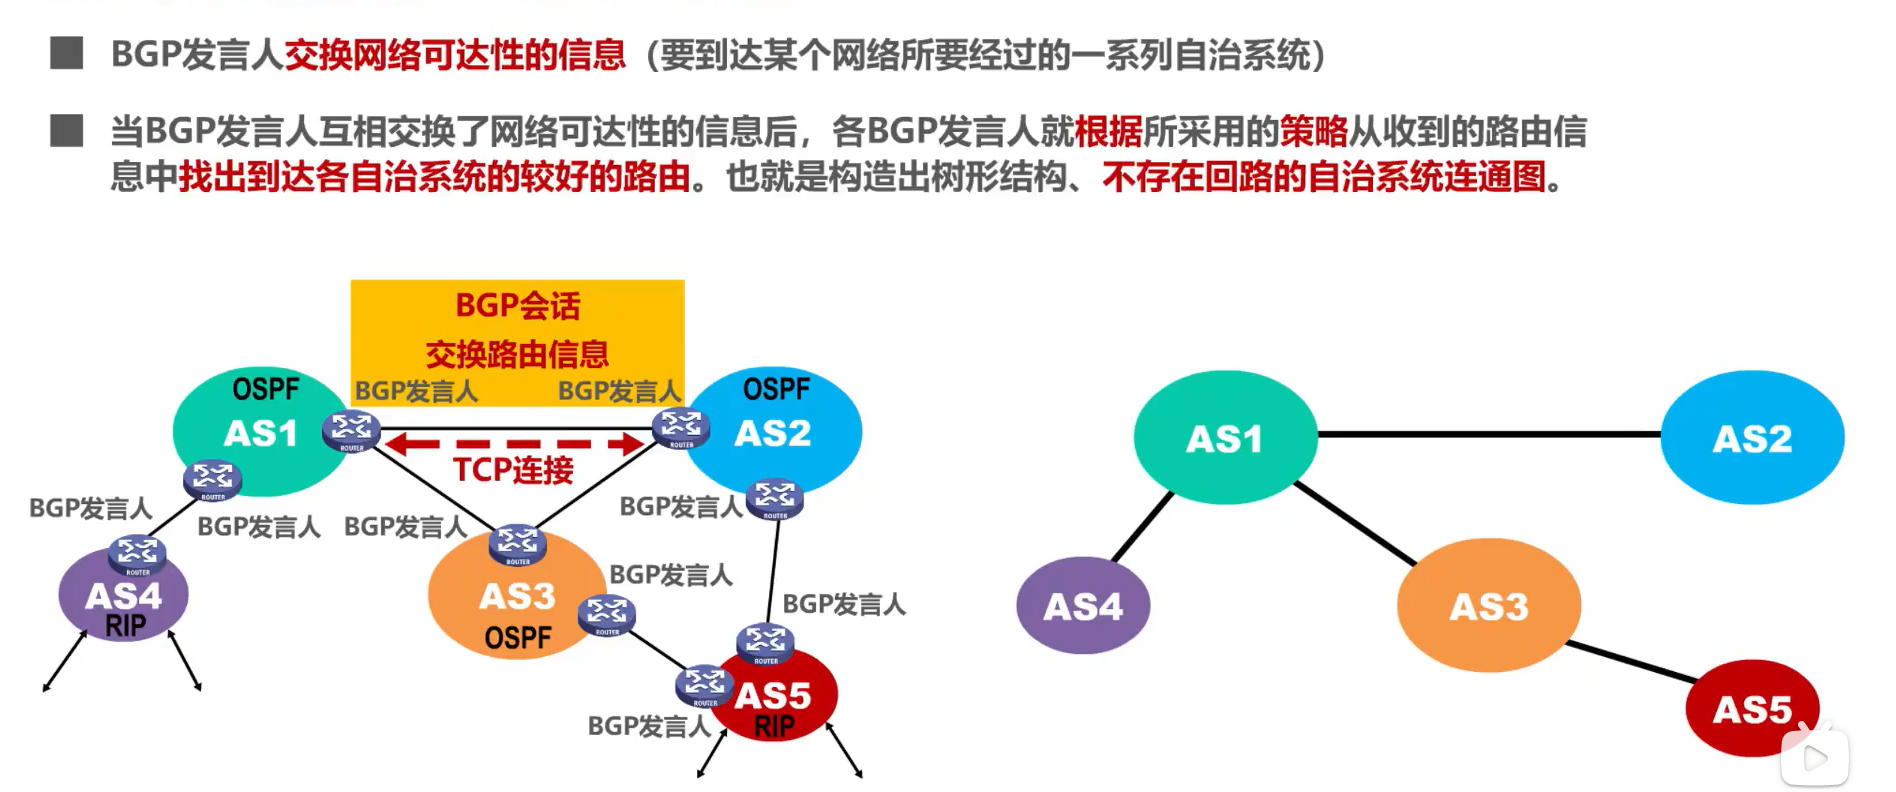 BGP发言人交换网络可达性的信息（要到达某个网络所要经过的一系列自治系统）
当BGP发言人互相交换了网络可达性的信息后，各BGP发言人就根据所采用的策略从收到的路由信
息中找出到达各自治系统的较好的路由。也就是构造出树形结构、不存在回路的自治系统连通图。
BGP会话
交换路由信息
BGP发言人
BGP发言人
OSPF
AS1
ROUTER
ROUTER
OSPF
AS2
ROUTER
TCP连接
BGP发言人
BGP发言人
BGP发言人
BGP发言人
ROUTER
ROUTER
AS4
RIP
ROUTER
AS3
OSPF
BGP发言人
ROUTER
BGP发言人
ROUTER
ROUTER
AS5
RIP
BGP发言人
AS1
AS2
AS4
AS3
AS5